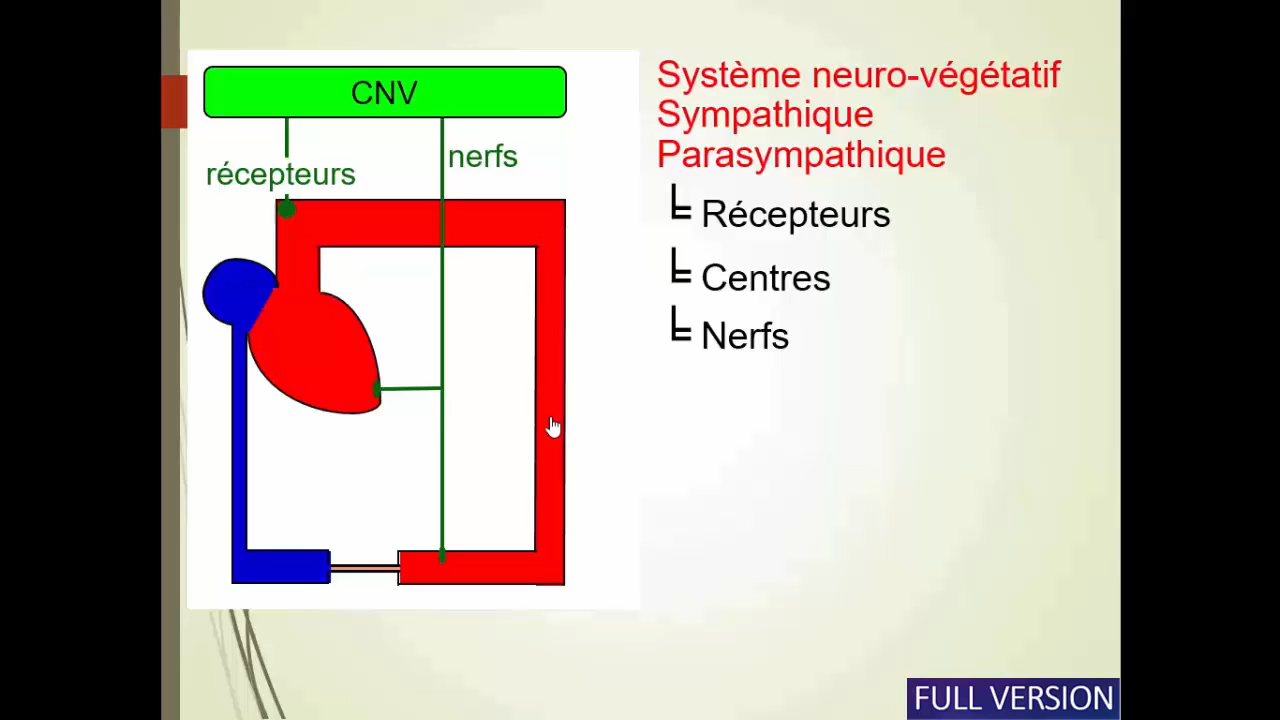 CNV
récepteurs
nerfs
Système neuro-végétatif
Sympathique
Parasympathique
Récepteurs
Centres
Nerfs
FULL VERSION